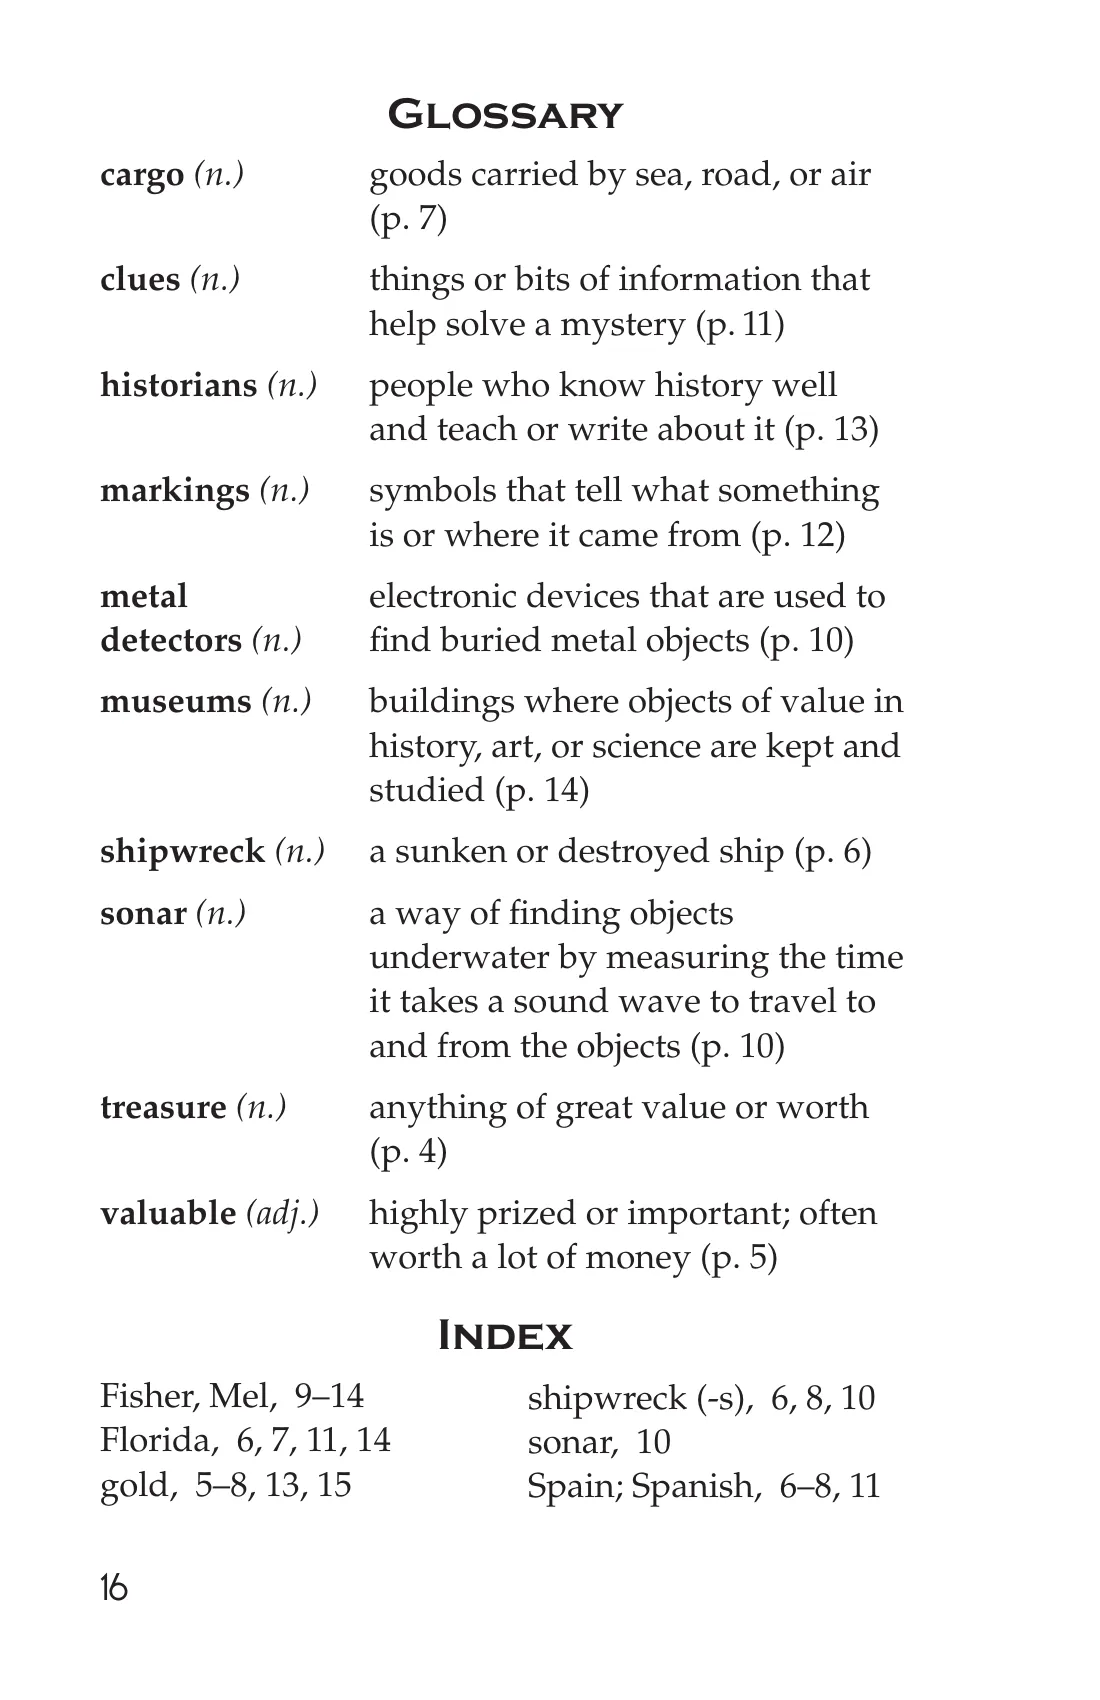 GLOSSARY
cargo (n.) goods carried by sea, road, or air
(p. 7)
clues (n.) things or bits of information that
help solve a mystery (p. 11)
historians (n.) people who know history well
and teach or write about it (p. 13)
markings (n.) symbols that tell what something
is or where it came from (p. 12)
metal electronic devices that are used to
detectors (n.) find buried metal objects (p. 10)
museums (n.) buildings where objects of value in
history, art, or science are kept and
studied (p. 14)
shipwreck (n.) a sunken or destroyed ship (p. 6)
sonar (n.) a way of finding objects
underwater by measuring the time
it takes a sound wave to travel to
and from the objects (p. 10)
treasure (n.) anything of great value or worth
(p. 4)
valuable (adj.) highly prized or important; often
worth a lot of money (p. 5)
INDEX
Fisher, Mel, 9–14
Florida, 6, 7, 11, 14
gold, 5–8, 13, 15
shipwreck (-s), 6, 8, 10
sonar, 10
Spain; Spanish, 6–8, 11
16